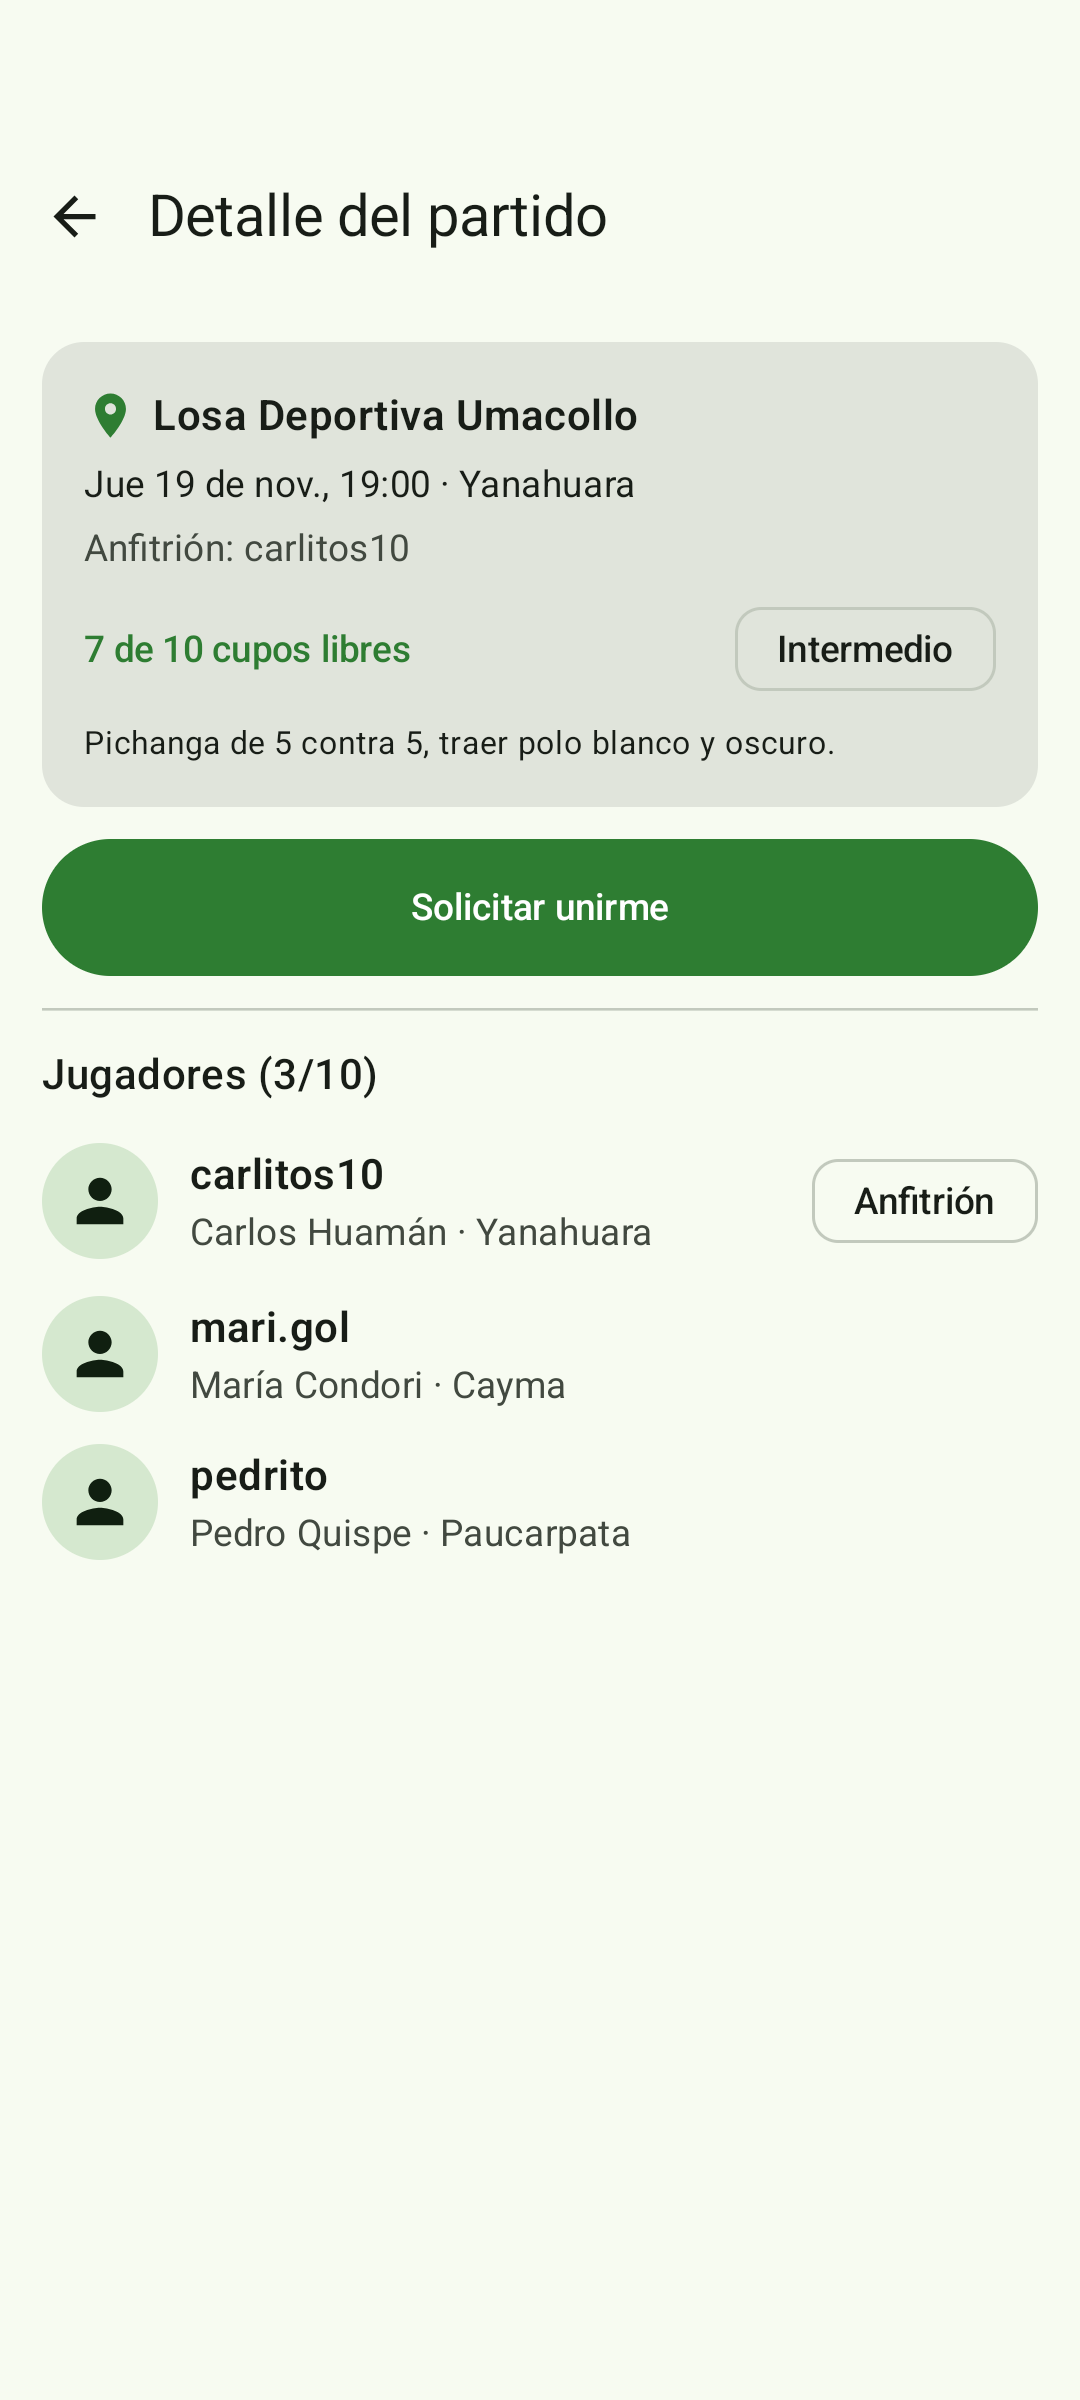 Detalle del partido
Losa Deportiva Umacollo
Jue 19 de nov., 19:00 · Yanahuara
Anfitrión: carlitos10
7 de 10 cupos libres
Intermedio
Pichanga de 5 contra 5, traer polo blanco y oscuro.
Solicitar unirme
Jugadores (3/10)
carlitos10
Carlos Huamán · Yanahuara
Anfitrión
mari.gol
María Condori · Cayma
pedrito
Pedro Quispe · Paucarpata